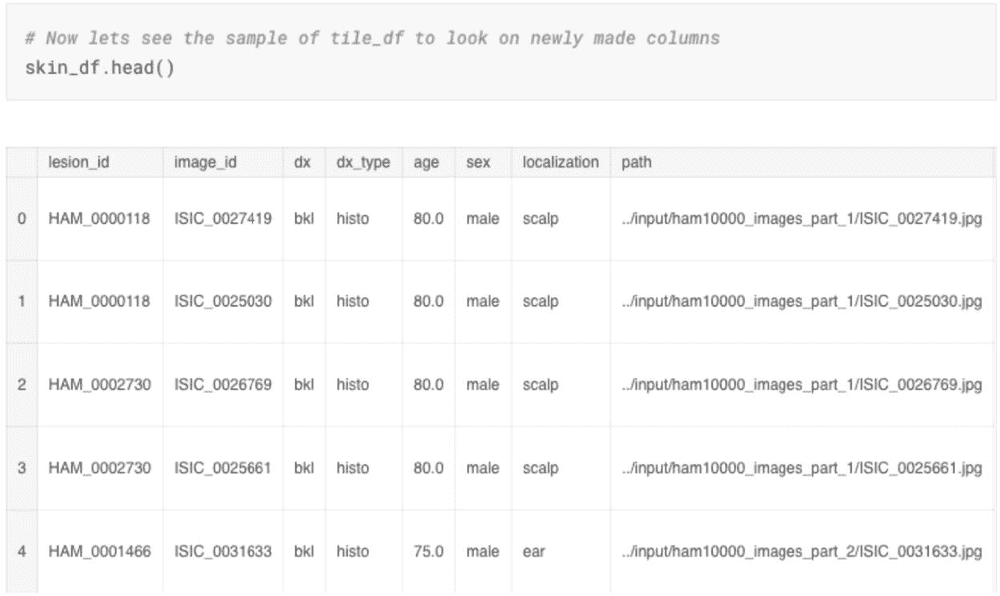 # Now lets see the sample of tile_df to look on newly made columns
skin_df.head()
lesion_id image_id dx dx_type age sex localization path
0 HAM_0000118 ISIC_0027419 bkl histo 80.0 male scalp ../input/ham10000_images_part_1/ISIC_0027419.jpg
1 HAM_0000118 ISIC_0025030 bkl histo 80.0 male scalp ../input/ham10000_images_part_1/ISIC_0025030.jpg
2 HAM_0002730 ISIC_0026769 bkl histo 80.0 male scalp ../input/ham10000_images_part_1/ISIC_0026769.jpg
3 HAM_0002730 ISIC_0025661 bkl histo 80.0 male scalp ../input/ham10000_images_part_1/ISIC_0025661.jpg
4 HAM_0001466 ISIC_0031633 bkl histo 75.0 male ear ../input/ham10000_images_part_2/ISIC_0031633.jpg